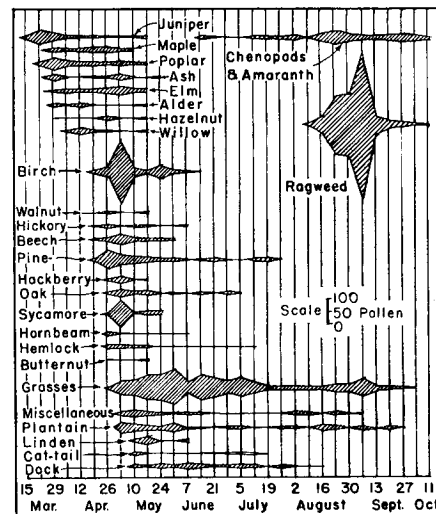 Juniper
Maple
Poplar
Ash
Elm
Alder
Hazelnut
Willow
Chenopods
& Amaranth
Birch
Ragweed
Walnut
Hickory
Beech
Pine
Hackberry
Oak
Sycamore
Scale
100
50 Pollen
0
Hornbeam
Hemlock
Butternut
Grasses
Miscellaneous
Plantain
Linden
Cat-tail
Dock
15 29 12 26 10 24 7 21 5 19 2 16 30 13 27 11
Mar. Apr. May June July August Sept. Oct